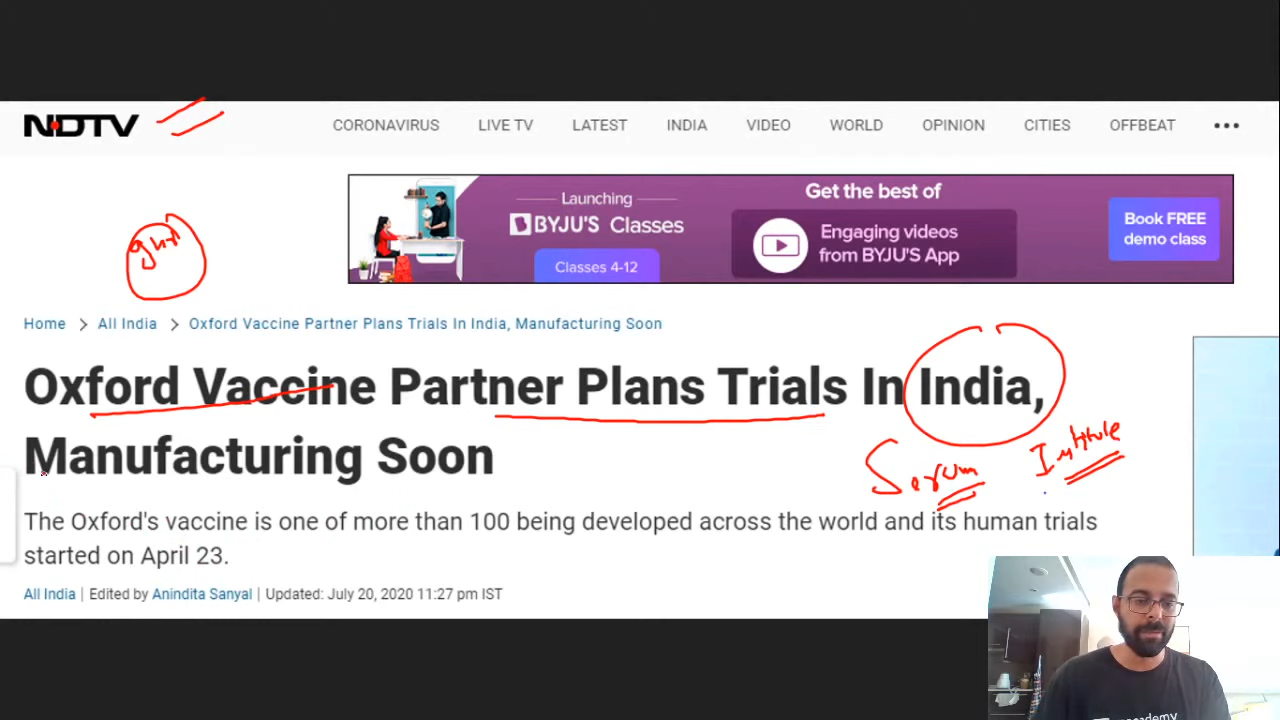 NDTV
CORONAVIRUS LIVE TV LATEST INDIA VIDEO WORLD OPINION CITIES OFFBEAT
Launching
BYJU'S Classes
Classes 4-12
Get the best of
Engaging videos
from BYJU'S App
Book FREE
demo class
Home > All India > Oxford Vaccine Partner Plans Trials In India, Manufacturing Soon
Oxford Vaccine Partner Plans Trials In India,
Manufacturing Soon
Serum Institute
The Oxford's vaccine is one of more than 100 being developed across the world and its human trials
started on April 23.
All India | Edited by Anindita Sanyal | Updated: July 20, 2020 11:27 pm IST